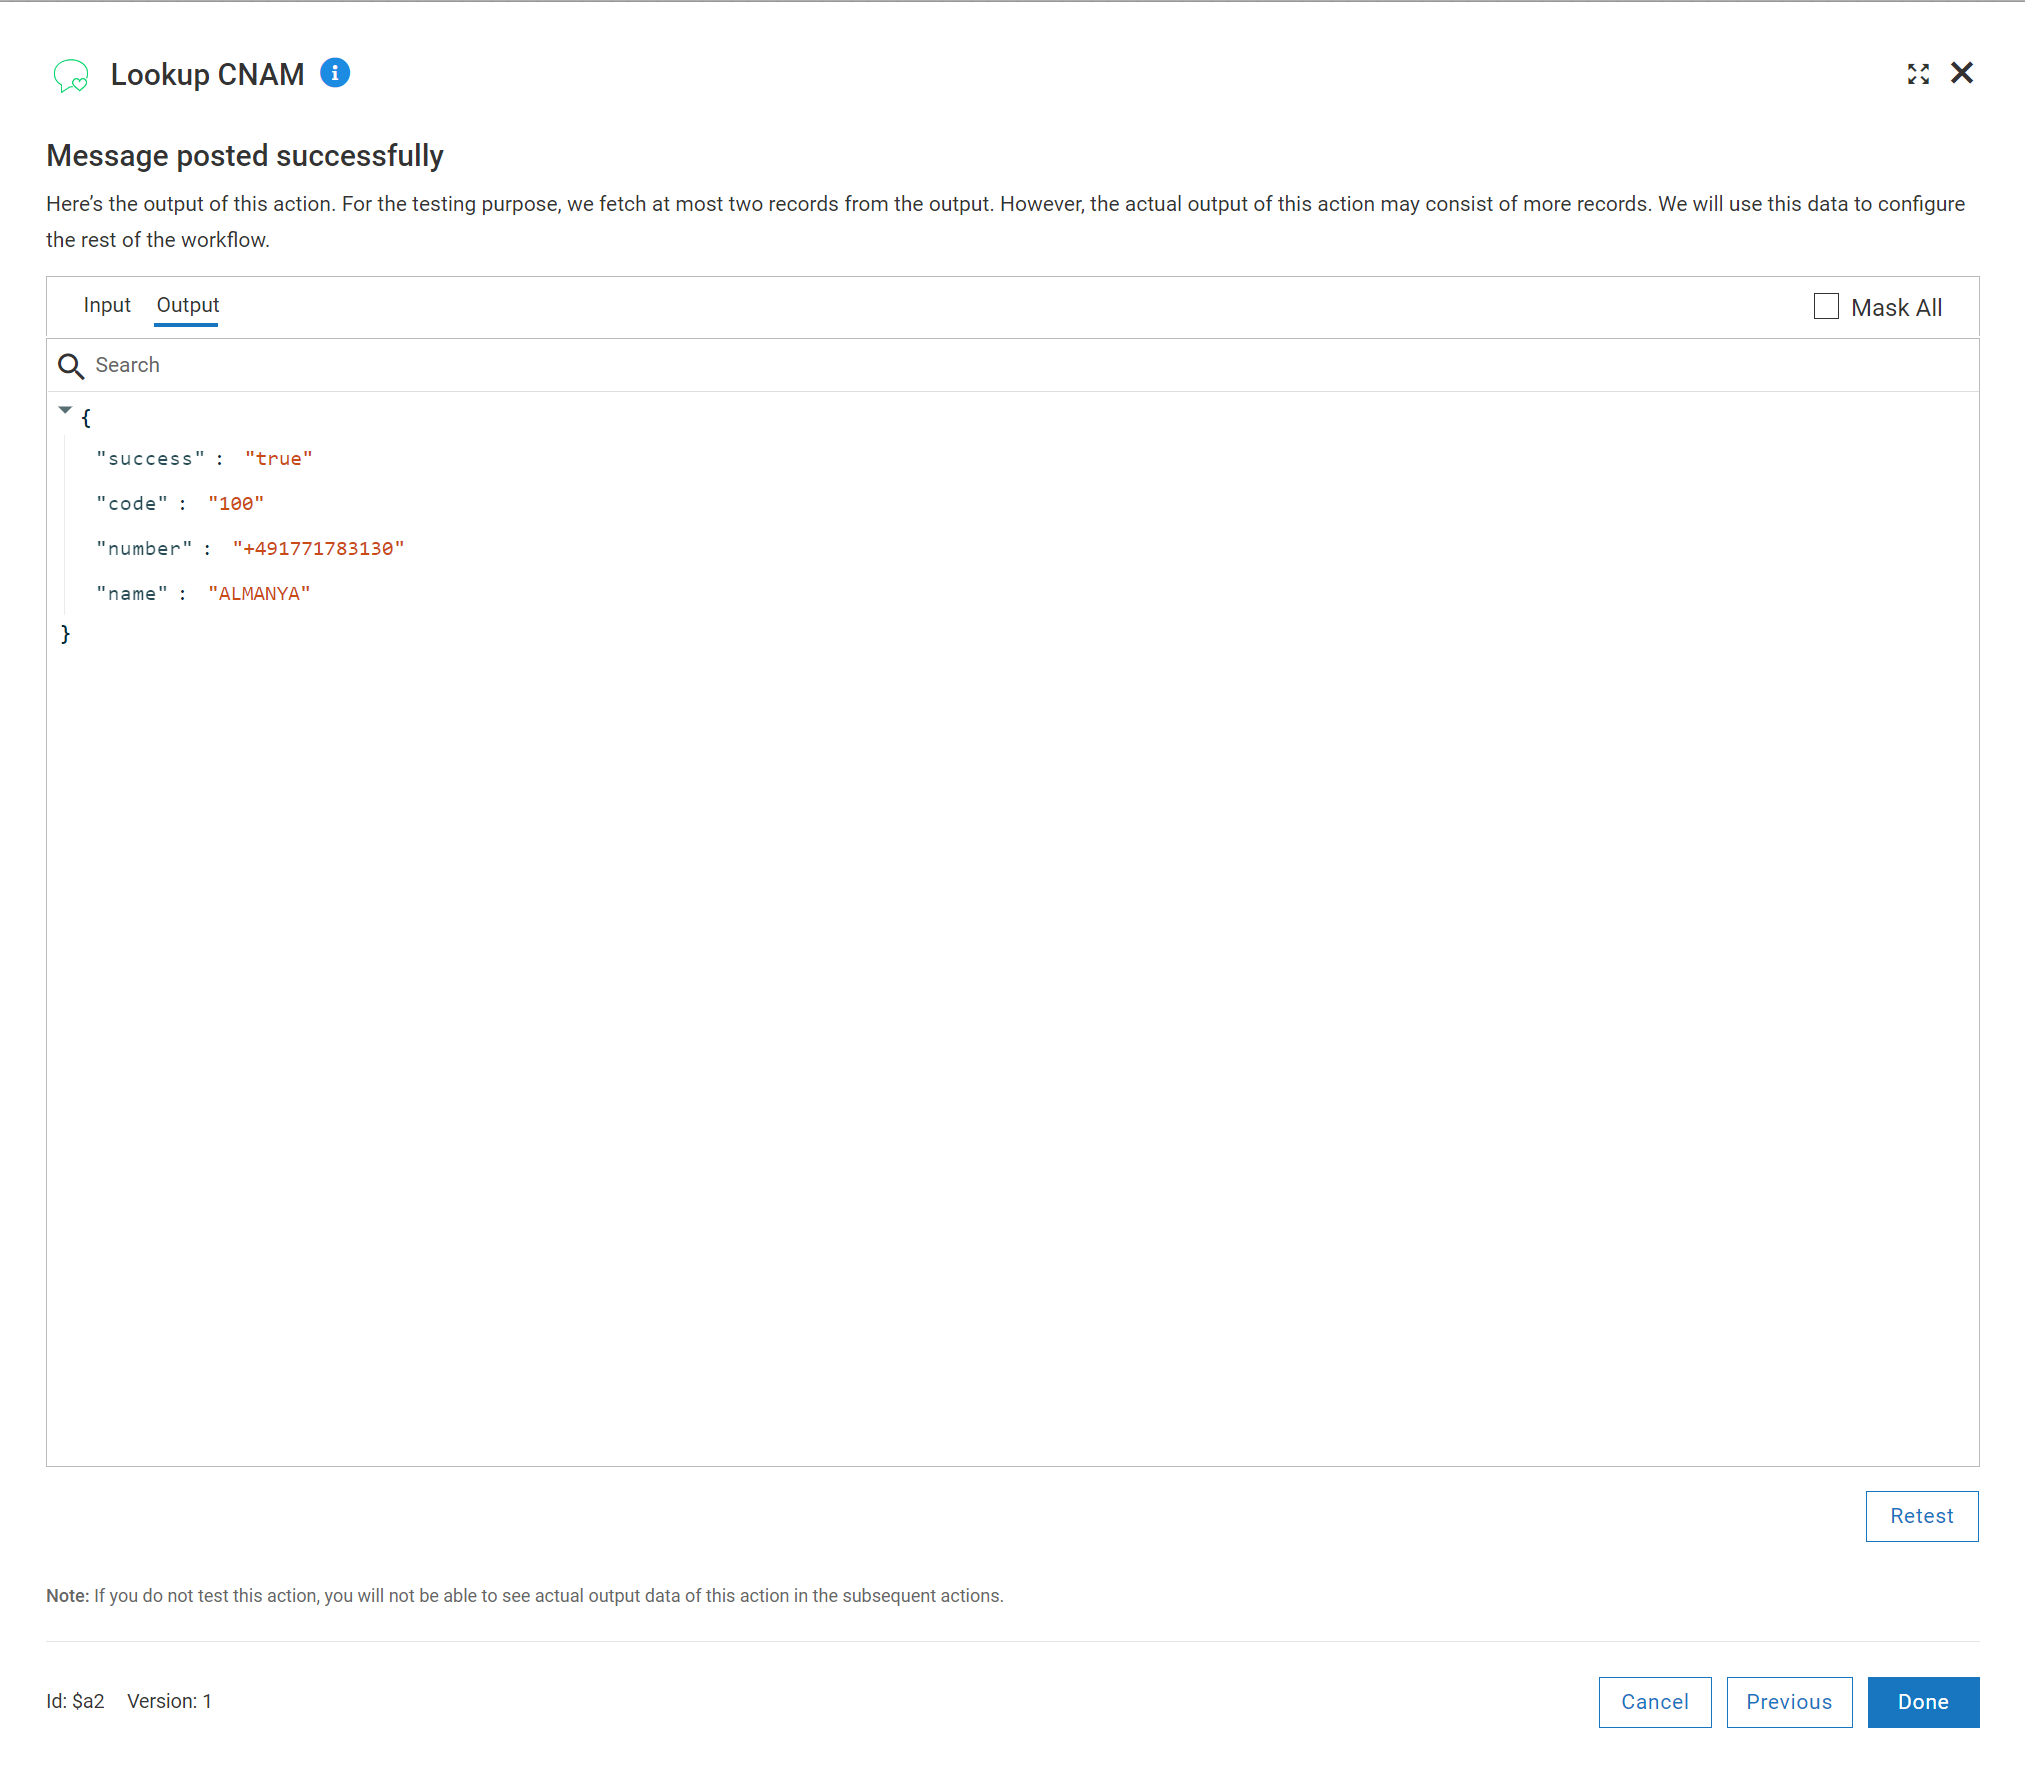 Lookup CNAM
Message posted successfully
Here's the output of this action. For the testing purpose, we fetch at most two records from the output. However, the actual output of this action may consist of more records. We will use this data to configure
the rest of the workflow.
Input Output Mask All
Search
{
"success" : "true"
"code" : "100"
"number" : "+491771783130"
"name" : "ALMANYA"
}
Retest
Note: If you do not test this action, you will not be able to see actual output data of this action in the subsequent actions.
Id: $a2 Version: 1 Cancel Previous Done